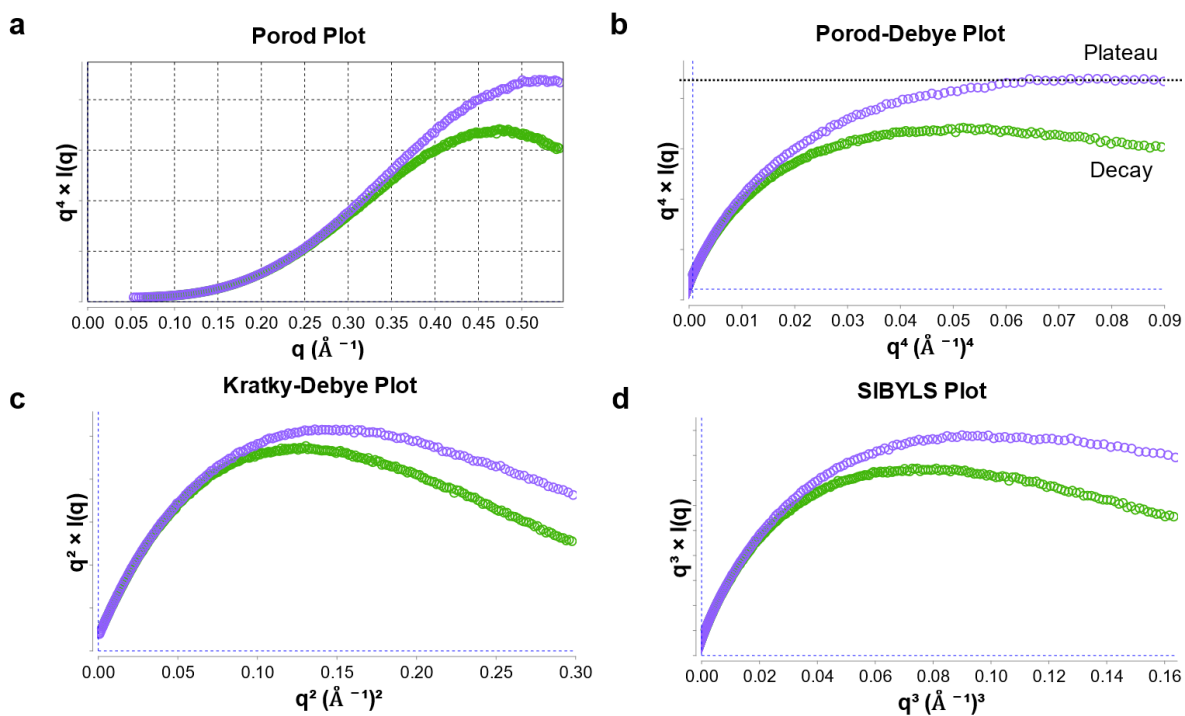 a
Porod Plot
q⁴ × I(q)
0.00 0.05 0.10 0.15 0.20 0.25 0.30 0.35 0.40 0.45 0.50
q (Å ⁻¹)
b
Porod-Debye Plot
Plateau
Decay
q⁴ × I(q)
0.00 0.01 0.02 0.03 0.04 0.05 0.06 0.07 0.08 0.09
q⁴ (Å ⁻¹)⁴
c
Kratky-Debye Plot
q² × I(q)
0.00 0.05 0.10 0.15 0.20 0.25 0.30
q² (Å ⁻¹)²
d
SIBYLS Plot
q³ × I(q)
0.00 0.02 0.04 0.06 0.08 0.10 0.12 0.14 0.16
q³ (Å ⁻¹)³